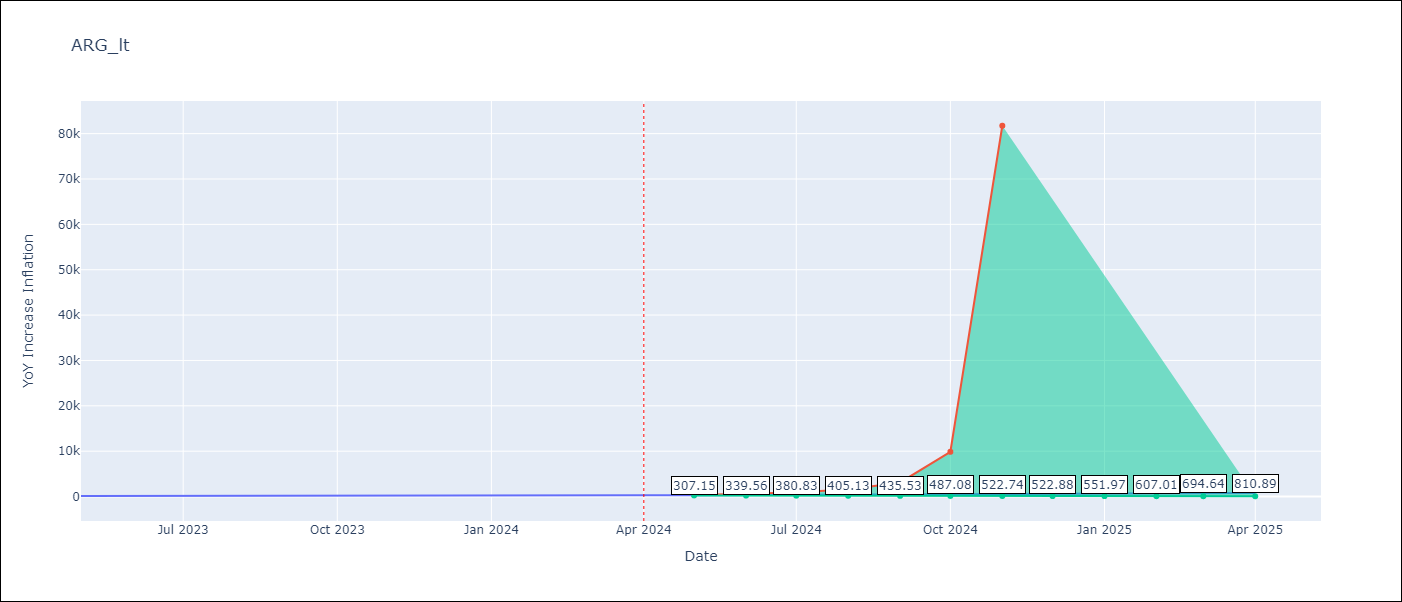 ARG_lt
80k
70k
60k
50k
40k
30k
20k
10k
0
YoY Increase Inflation
307.15 339.56 380.83 405.13 435.53 487.08 522.74 522.88 551.97 607.01 694.64 810.89
Jul 2023 Oct 2023 Jan 2024 Apr 2024 Jul 2024 Oct 2024 Jan 2025 Apr 2025
Date